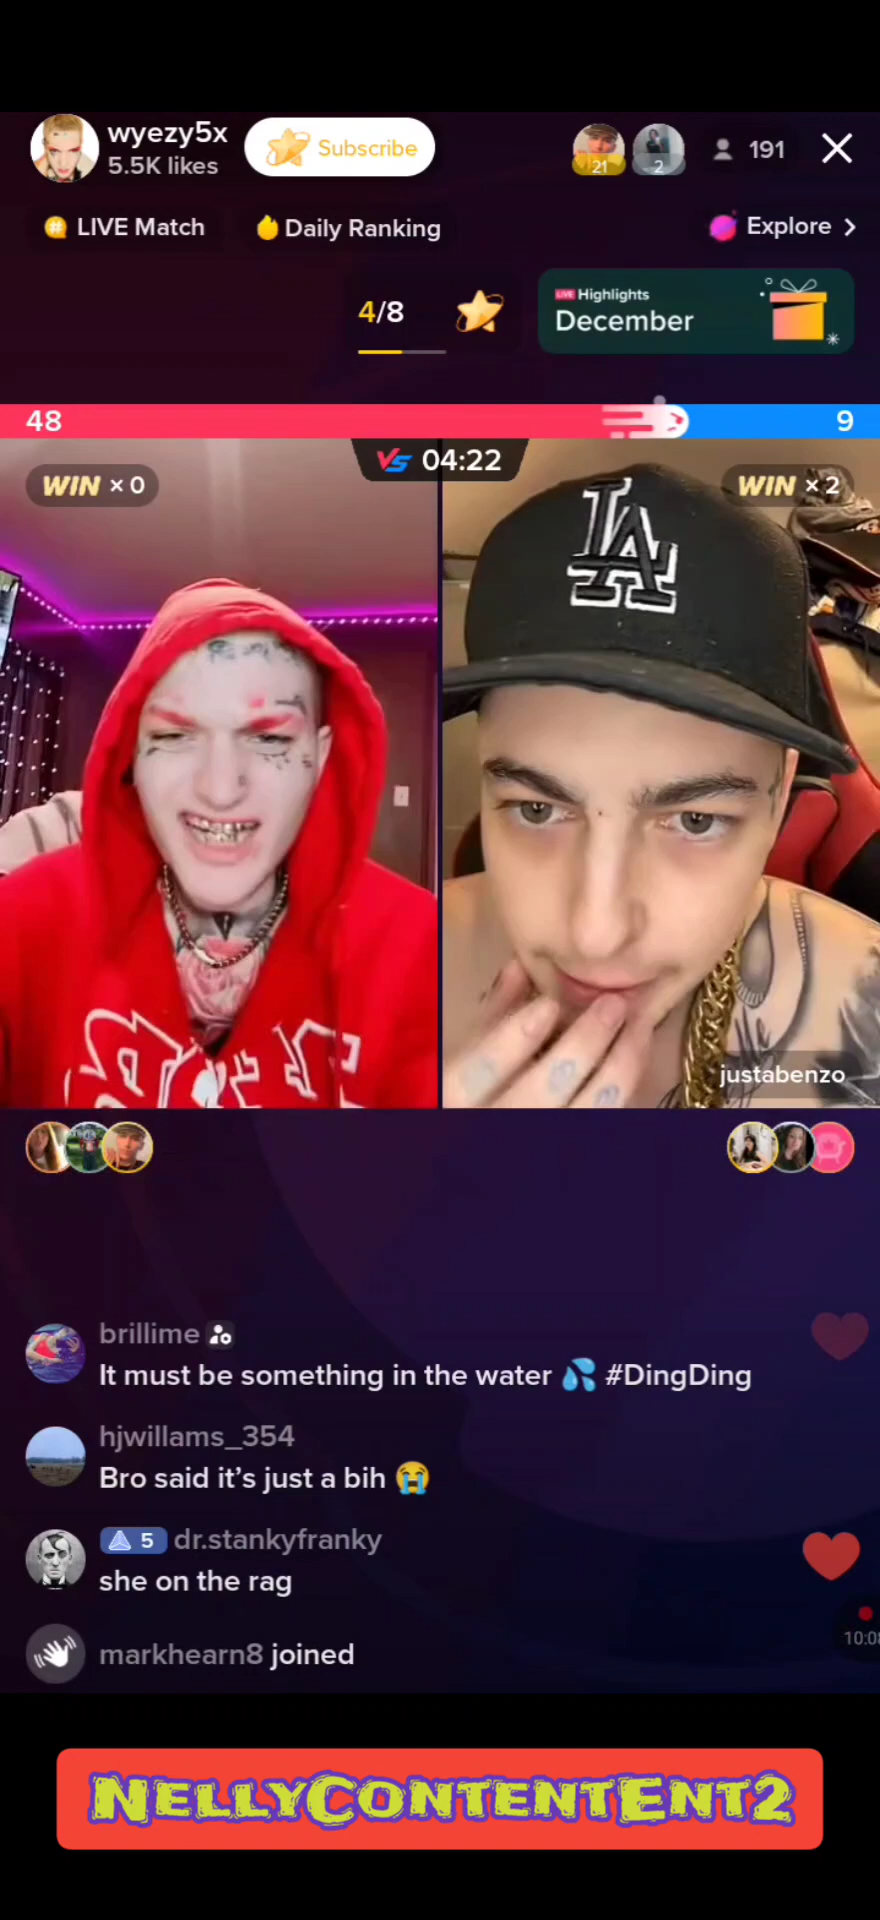 wyezy5x
5.5K likes
Subscribe
21
2
191
LIVE Match
Daily Ranking
Explore
4/8
LIVE Highlights
December
48
9
VS 04:22
WIN × 0
WIN × 2
LA
justabenzo
brillime
It must be something in the water 💦 #DingDing
hjwillams_354
Bro said it’s just a bih 😭
5 dr.stankyfranky
she on the rag
markhearn8 joined
NELLYCONTENTENT2